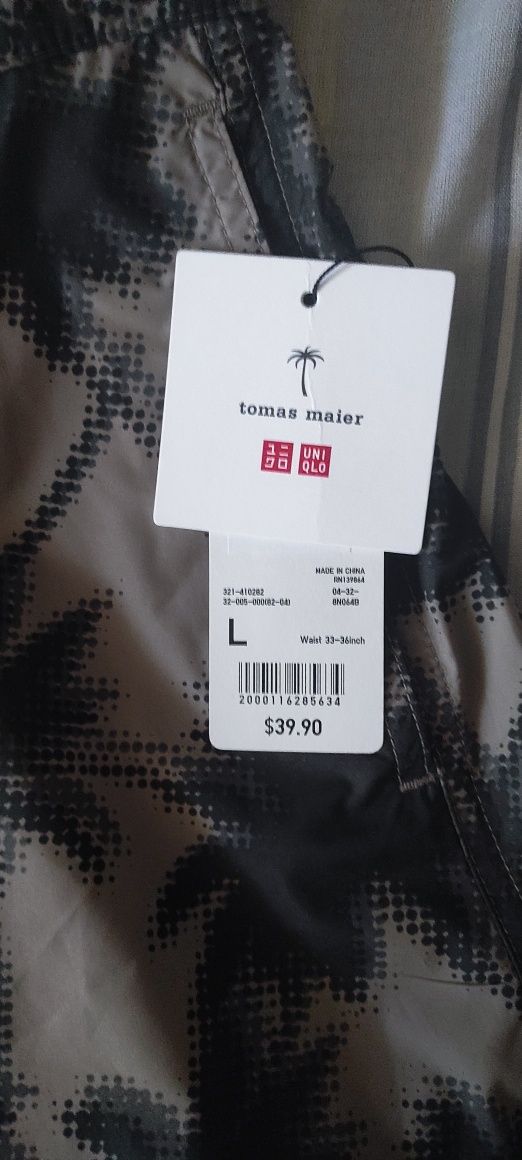 tomas maier
ユニ
クロ
UNI
QLO
MADE IN CHINA
RN139864
321-410282
32-005-000(82-04)
04-32-
8N064B
L
Waist 33-36inch
2000116285634
$39.90